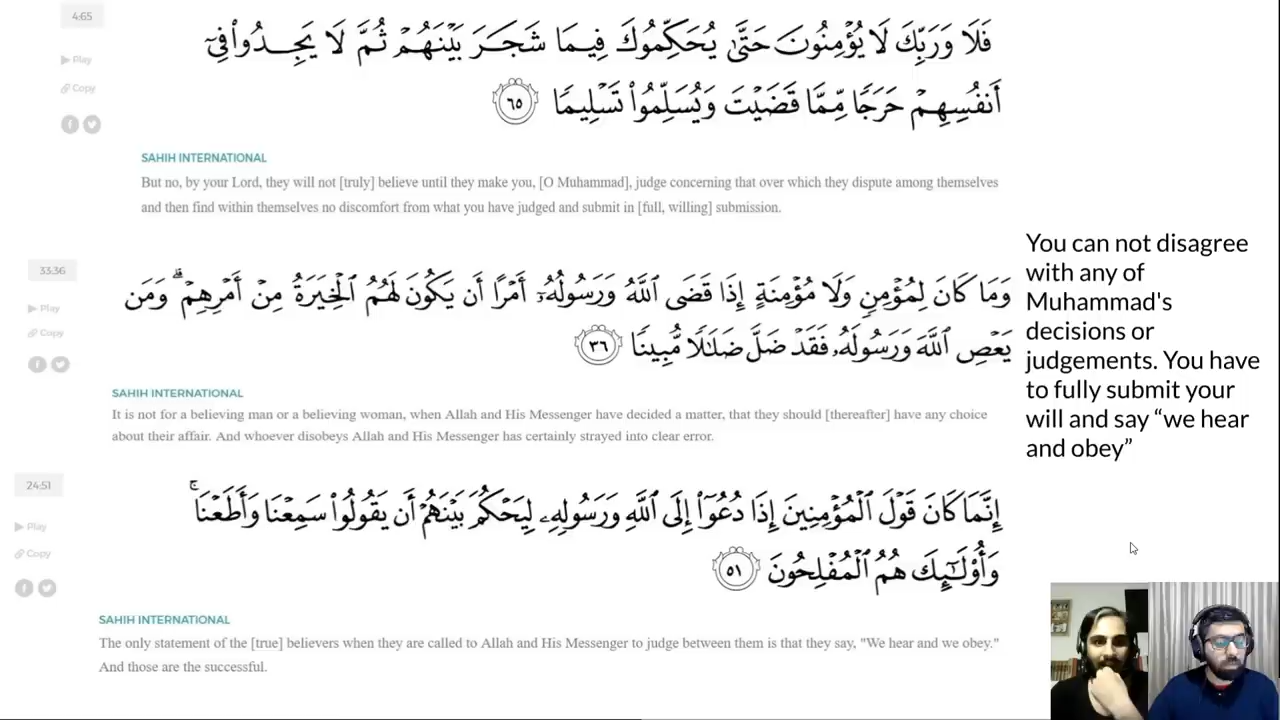 4:65
Play
Copy
فَلَا وَرَبِّكَ لَا يُؤْمِنُونَ حَتَّىٰ يُحَكِّمُوكَ فِيمَا شَجَرَ بَيْنَهُمْ ثُمَّ لَا يَجِدُوا۟ فِىٓ
أَنفُسِهِمْ حَرَجًا مِّمَّا قَضَيْتَ وَيُسَلِّمُوا۟ تَسْلِيمًا ٦٥
SAHIH INTERNATIONAL
But no, by your Lord, they will not [truly] believe until they make you, [O Muhammad], judge concerning that over which they dispute among themselves
and then find within themselves no discomfort from what you have judged and submit in [full, willing] submission.
33:36
Play
Copy
وَمَا كَانَ لِمُؤْمِنٍ وَلَا مُؤْمِنَةٍ إِذَا قَضَى ٱللَّهُ وَرَسُولُهُۥٓ أَمْرًا أَن يَكُونَ لَهُمُ ٱلْخِيَرَةُ مِنْ أَمْرِهِمْ ۗ وَمَن
يَعْصِ ٱللَّهَ وَرَسُولَهُۥ فَقَدْ ضَلَّ ضَلَٰلًا مُّبِينًا ٣٦
SAHIH INTERNATIONAL
It is not for a believing man or a believing woman, when Allah and His Messenger have decided a matter, that they should [thereafter] have any choice
about their affair. And whoever disobeys Allah and His Messenger has certainly strayed into clear error.
24:51
Play
Copy
إِنَّمَا كَانَ قَوْلَ ٱلْمُؤْمِنِينَ إِذَا دُعُوٓا۟ إِلَى ٱللَّهِ وَرَسُولِهِۦ لِيَحْكُمَ بَيْنَهُمْ أَن يَقُولُوا۟ سَمِعْنَا وَأَطَعْنَا ۚ
وَأُو۟لَٰٓئِكَ هُمُ ٱلْمُفْلِحُونَ ٥١
SAHIH INTERNATIONAL
The only statement of the [true] believers when they are called to Allah and His Messenger to judge between them is that they say, "We hear and we obey."
And those are the successful.
You can not disagree
with any of
Muhammad's
decisions or
judgements. You have
to fully submit your
will and say “we hear
and obey”